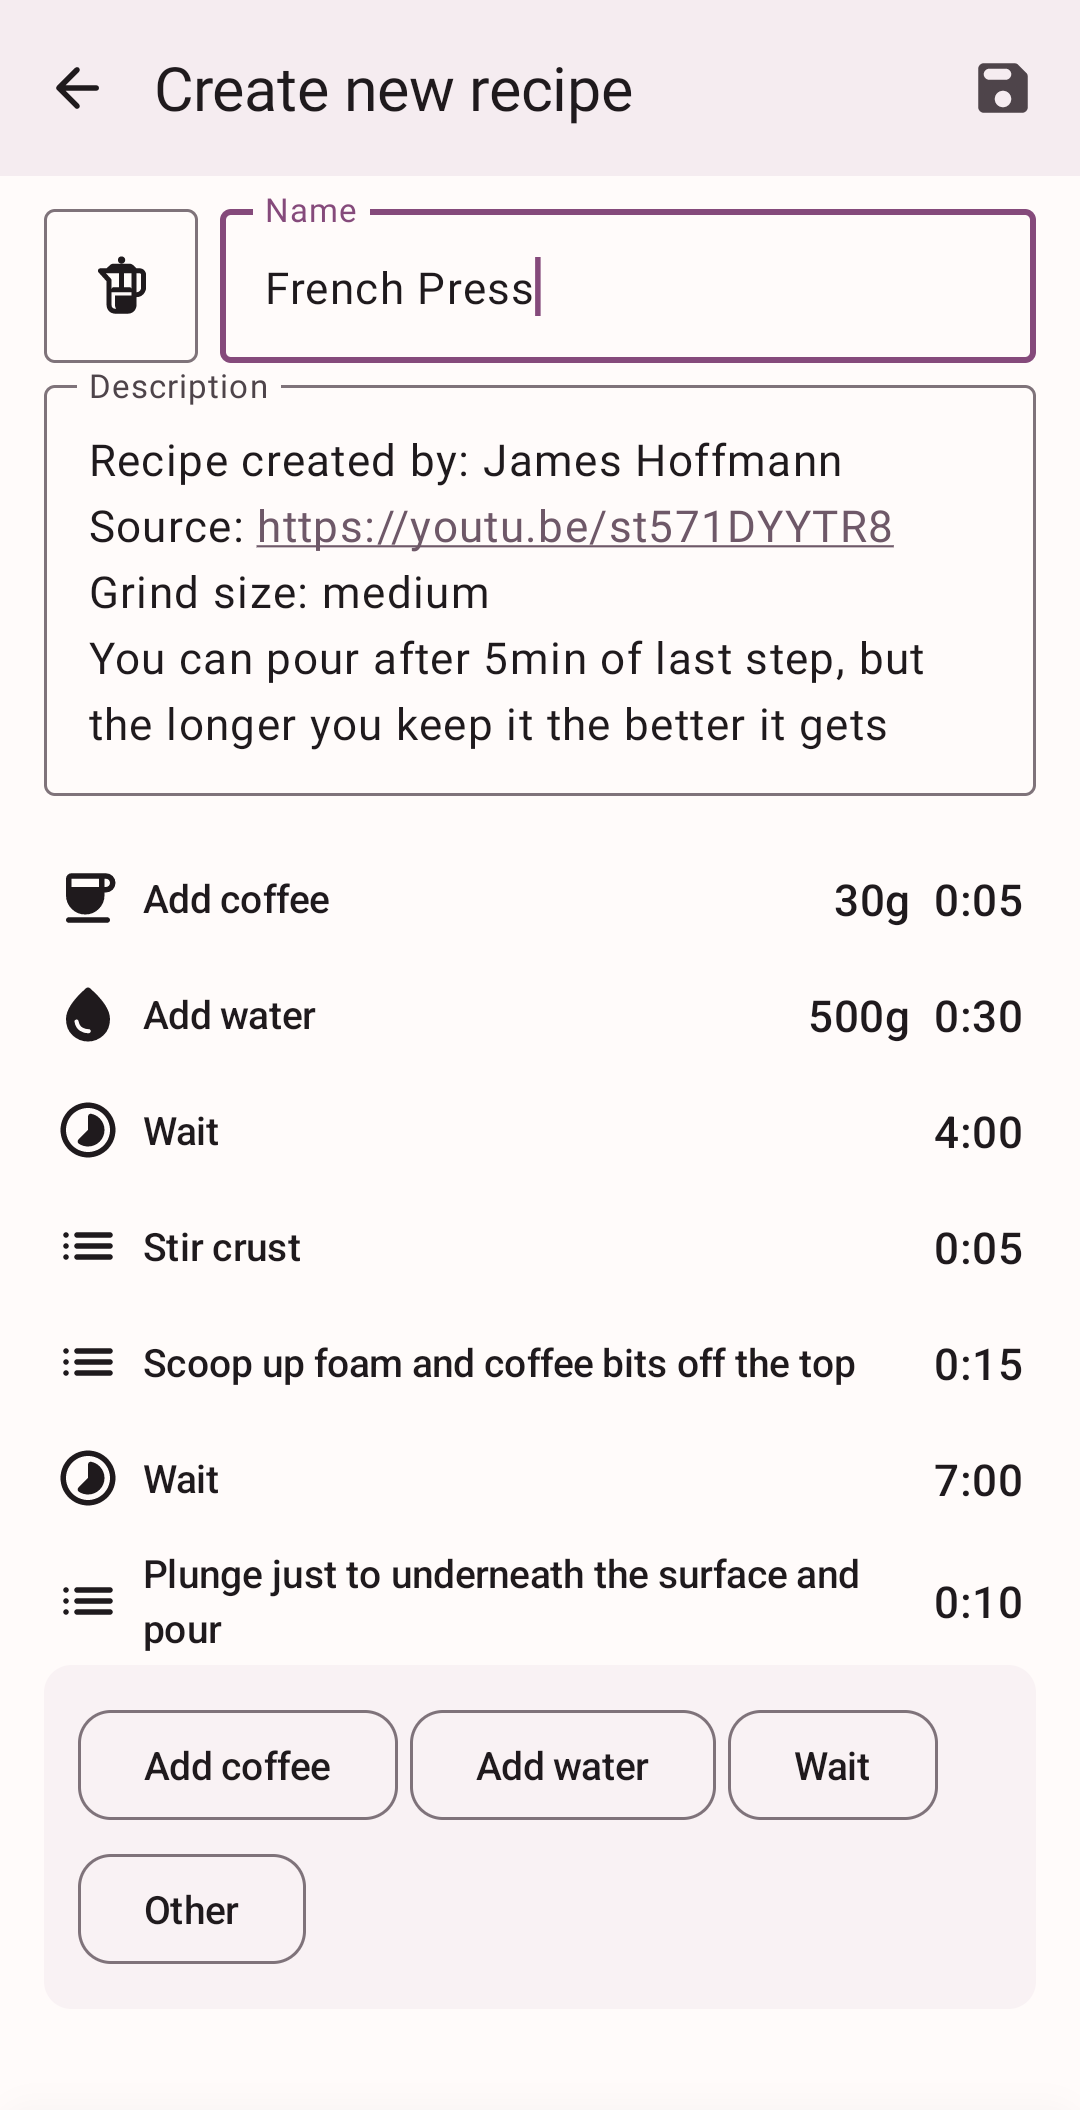 Create new recipe
Name
French Press
Description
Recipe created by: James Hoffmann
Source: https://youtu.be/st571DYYTR8
Grind size: medium
You can pour after 5min of last step, but
the longer you keep it the better it gets
Add coffee 30g 0:05
Add water 500g 0:30
Wait 4:00
Stir crust 0:05
Scoop up foam and coffee bits off the top 0:15
Wait 7:00
Plunge just to underneath the surface and
pour 0:10
Add coffee Add water Wait
Other